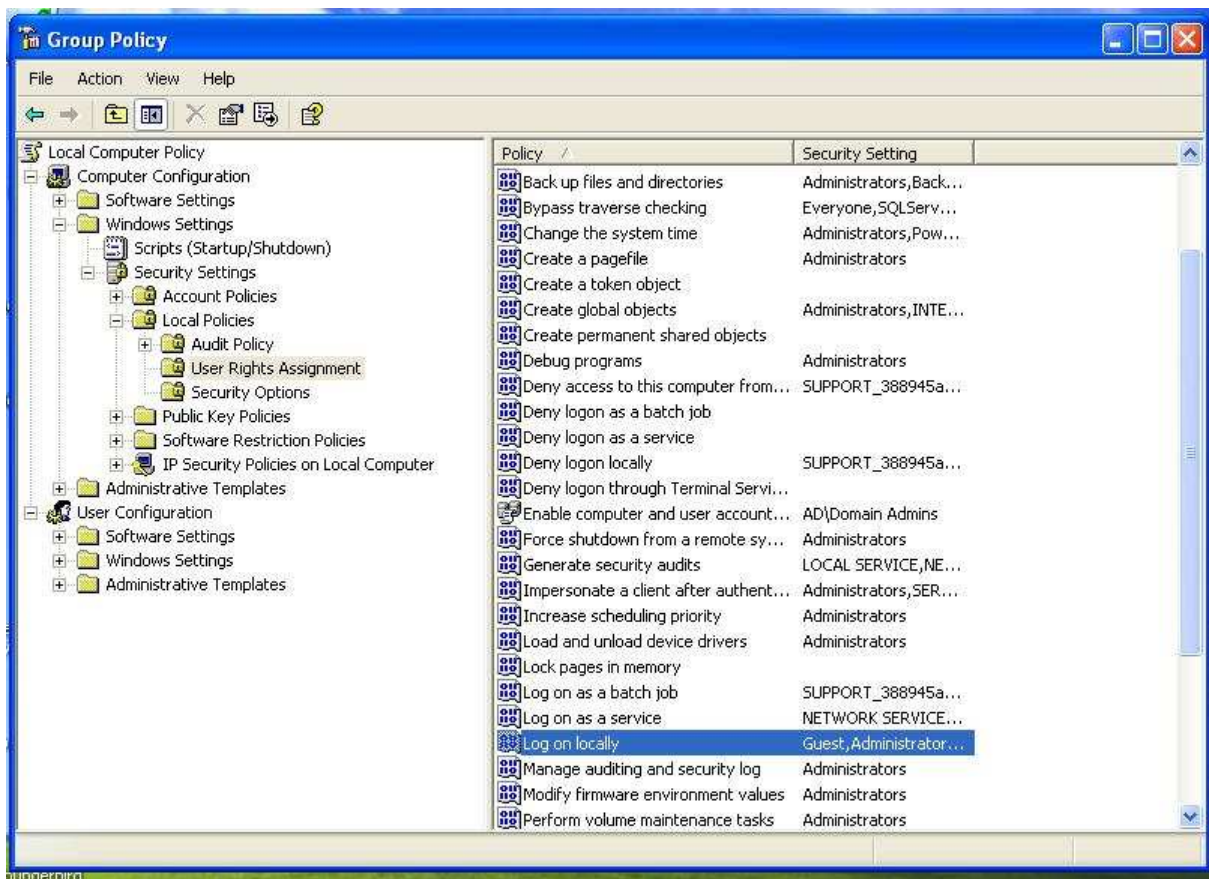 Group Policy
File Action View Help
Local Computer Policy
Computer Configuration
Software Settings
Windows Settings
Scripts (Startup/Shutdown)
Security Settings
Account Policies
Local Policies
Audit Policy
User Rights Assignment
Security Options
Public Key Policies
Software Restriction Policies
IP Security Policies on Local Computer
Administrative Templates
User Configuration
Software Settings
Windows Settings
Administrative Templates
Policy Security Setting
Back up files and directories Administrators,Back...
Bypass traverse checking Everyone,SQLServ...
Change the system time Administrators,Pow...
Create a pagefile Administrators
Create a token object
Create global objects Administrators,INTE...
Create permanent shared objects
Debug programs Administrators
Deny access to this computer from... SUPPORT_388945a...
Deny logon as a batch job
Deny logon as a service
Deny logon locally SUPPORT_388945a...
Deny logon through Terminal Servi...
Enable computer and user account... AD\Domain Admins
Force shutdown from a remote sy... Administrators
Generate security audits LOCAL SERVICE,NE...
Impersonate a client after authent... Administrators,SER...
Increase scheduling priority Administrators
Load and unload device drivers Administrators
Lock pages in memory
Log on as a batch job SUPPORT_388945a...
Log on as a service NETWORK SERVICE...
Log on locally Guest,Administrator...
Manage auditing and security log Administrators
Modify firmware environment values Administrators
Perform volume maintenance tasks Administrators